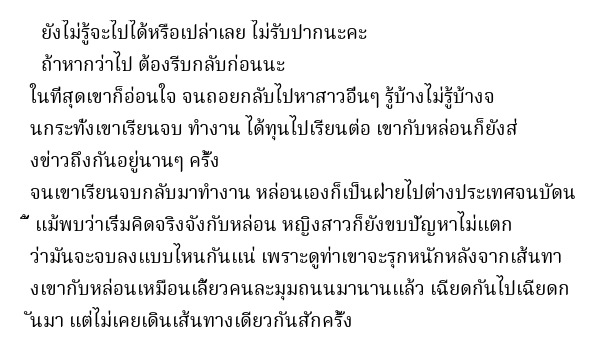 ยังไม่รู้จะไปได้หรือเปล่าเลย ไม่รับปากนะคะ
ถ้าหากว่าไป ต้องรีบกลับก่อนนะ
ในที่สุดเขาก็อ่อนใจ จนถอยกลับไปหาสาวอื่นๆ รู้บ้างไม่รู้บ้างจ
นกระทั่งเขาเรียนจบ ทำงาน ได้ทุนไปเรียนต่อ เขากับหล่อนก็ยังส่
งข่าวถึงกันอยู่นานๆ ครั้ง
จนเขาเรียนจบกลับมาทำงาน หล่อนเองก็เป็นฝ่ายไปต่างประเทศจนบัดน
ี้ แม้พบว่าเริ่มคิดจริงจังกับหล่อน หญิงสาวก็ยังขบปัญหาไม่แตก
ว่ามันจะจบลงแบบไหนกันแน่ เพราะดูท่าเขาจะรุกหนักหลังจากเส้นทา
งเขากับหล่อนเหมือนเลี้ยวคนละมุมถนนมานานแล้ว เฉียดกันไปเฉียดก
ันมา แต่ไม่เคยเดินเส้นทางเดียวกันสักครั้ง